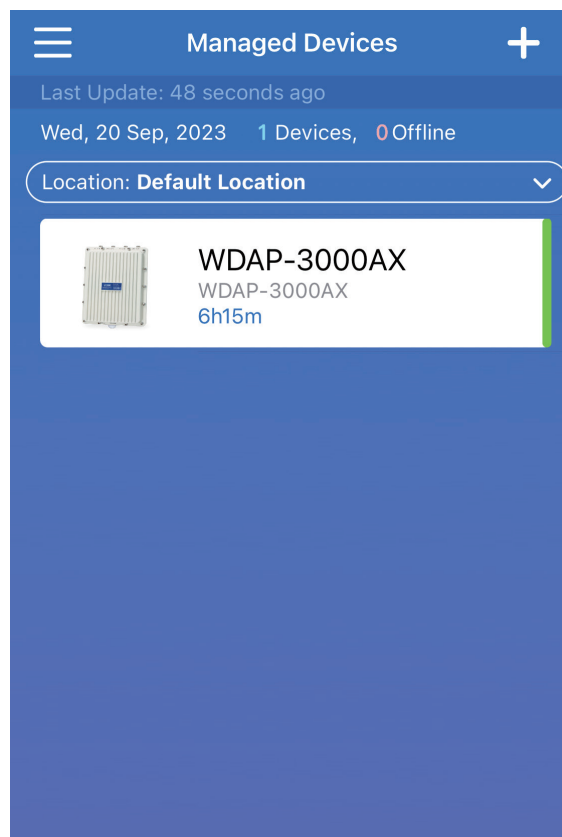 Managed Devices
Last Update: 48 seconds ago
Wed, 20 Sep, 2023 1 Devices, 0 Offline
Location: Default Location
WDAP-3000AX
WDAP-3000AX
6h15m